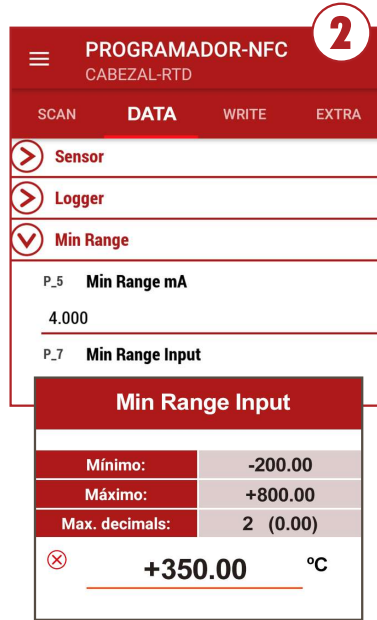 2
PROGRAMADOR-NFC
CABEZAL-RTD
SCAN DATA WRITE EXTRA
Sensor
Logger
Min Range
P_5 Min Range mA
4.000
P_7 Min Range Input
Min Range Input
Mínimo: -200.00
Máximo: +800.00
Max. decimals: 2 (0.00)
+350.00 ºC